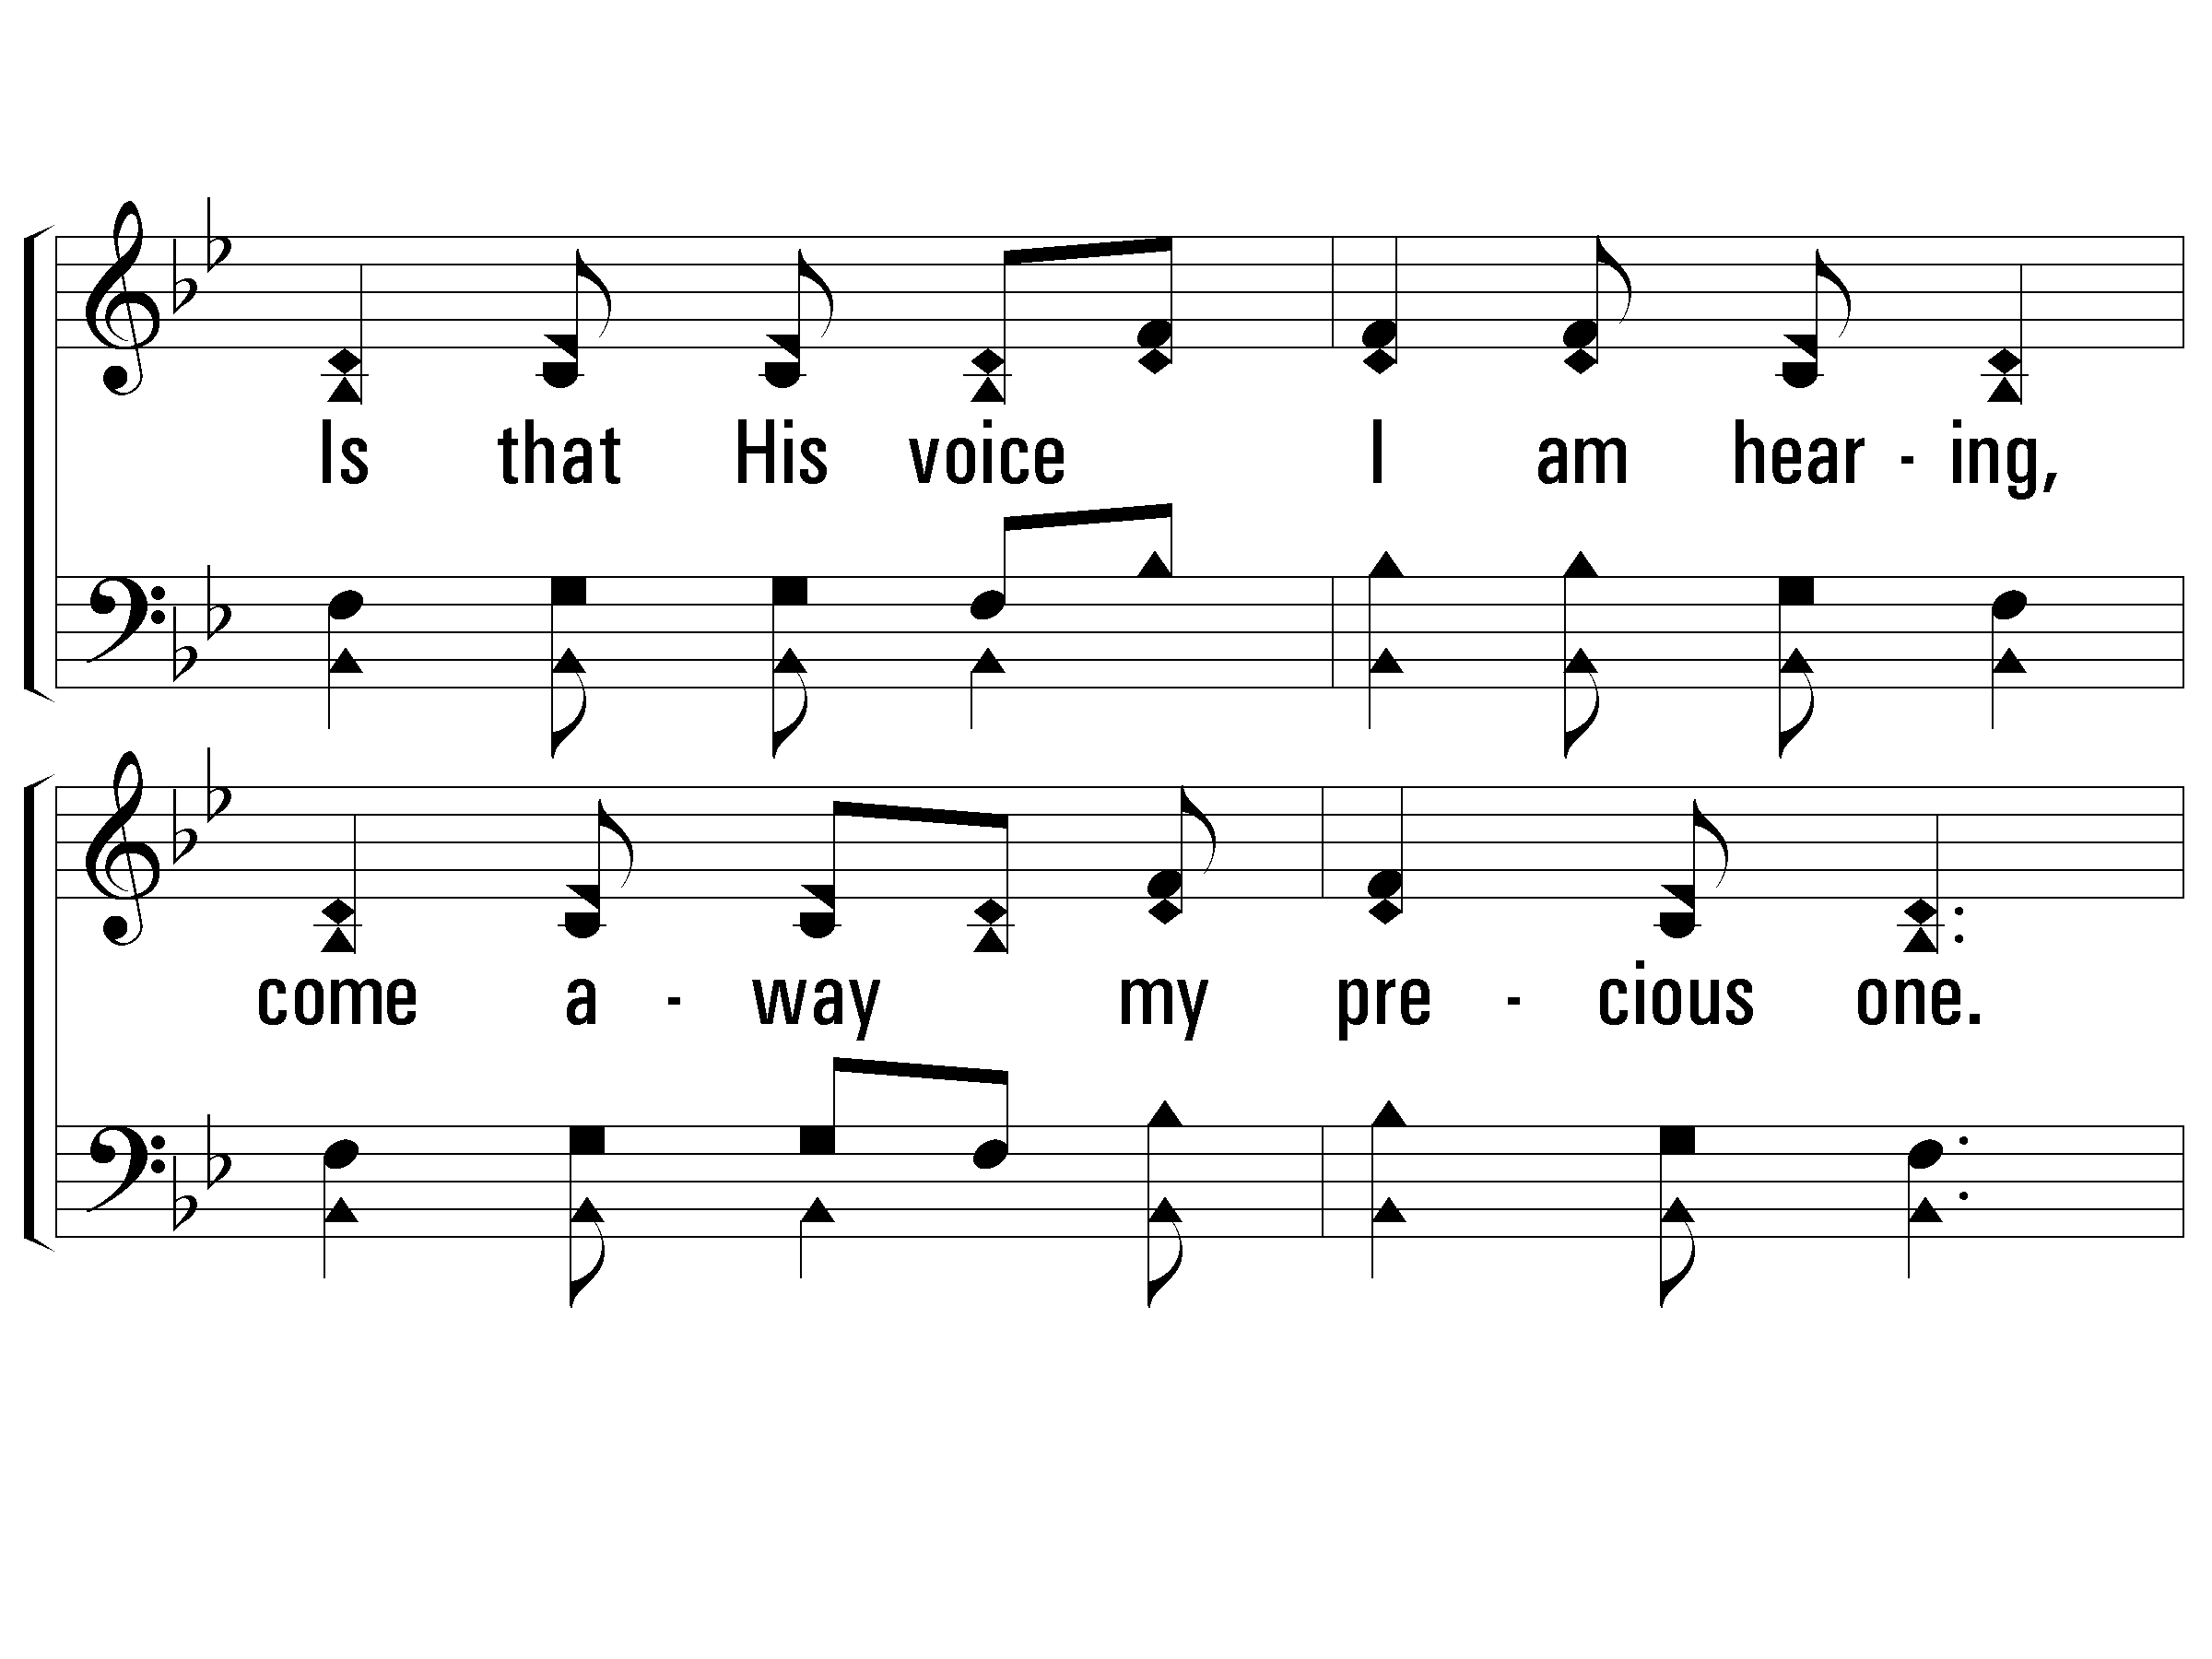 Is that His voice I am hear - ing,
come a - way my pre - cious one.